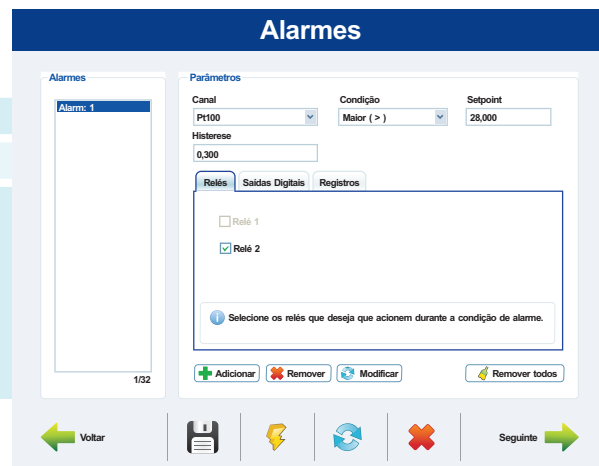 Alarmes
Alarmes
Alarm: 1
1/32
Parâmetros
Canal Condição Setpoint
Pt100 Maior ( > ) 28,000
Histerese
0,300
Relés Saídas Digitais Registros
Relé 1
Relé 2
Selecione os relés que deseja que acionem durante a condição de alarme.
Adicionar Remover Modificar Remover todos
Voltar Seguinte